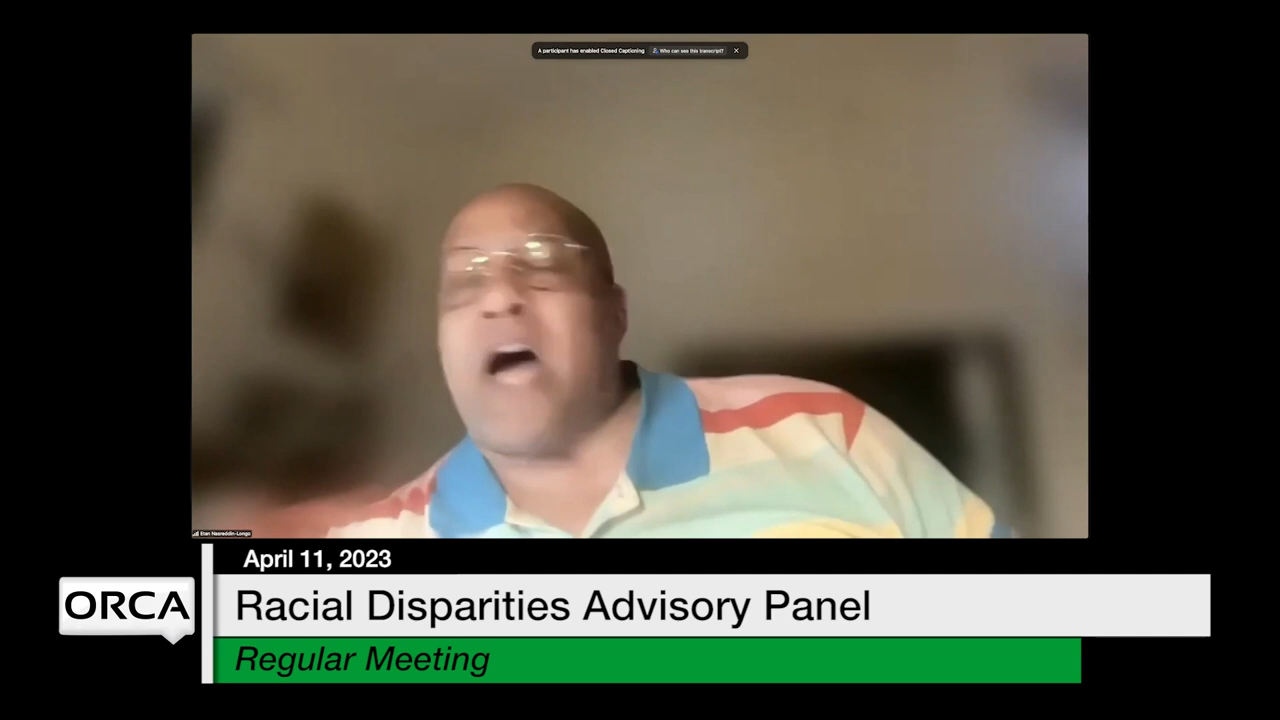 A participant has enabled Closed Captioning Who can see this transcript?
Etan Nasreddin-Longo
April 11, 2023
ORCA
Racial Disparities Advisory Panel
Regular Meeting